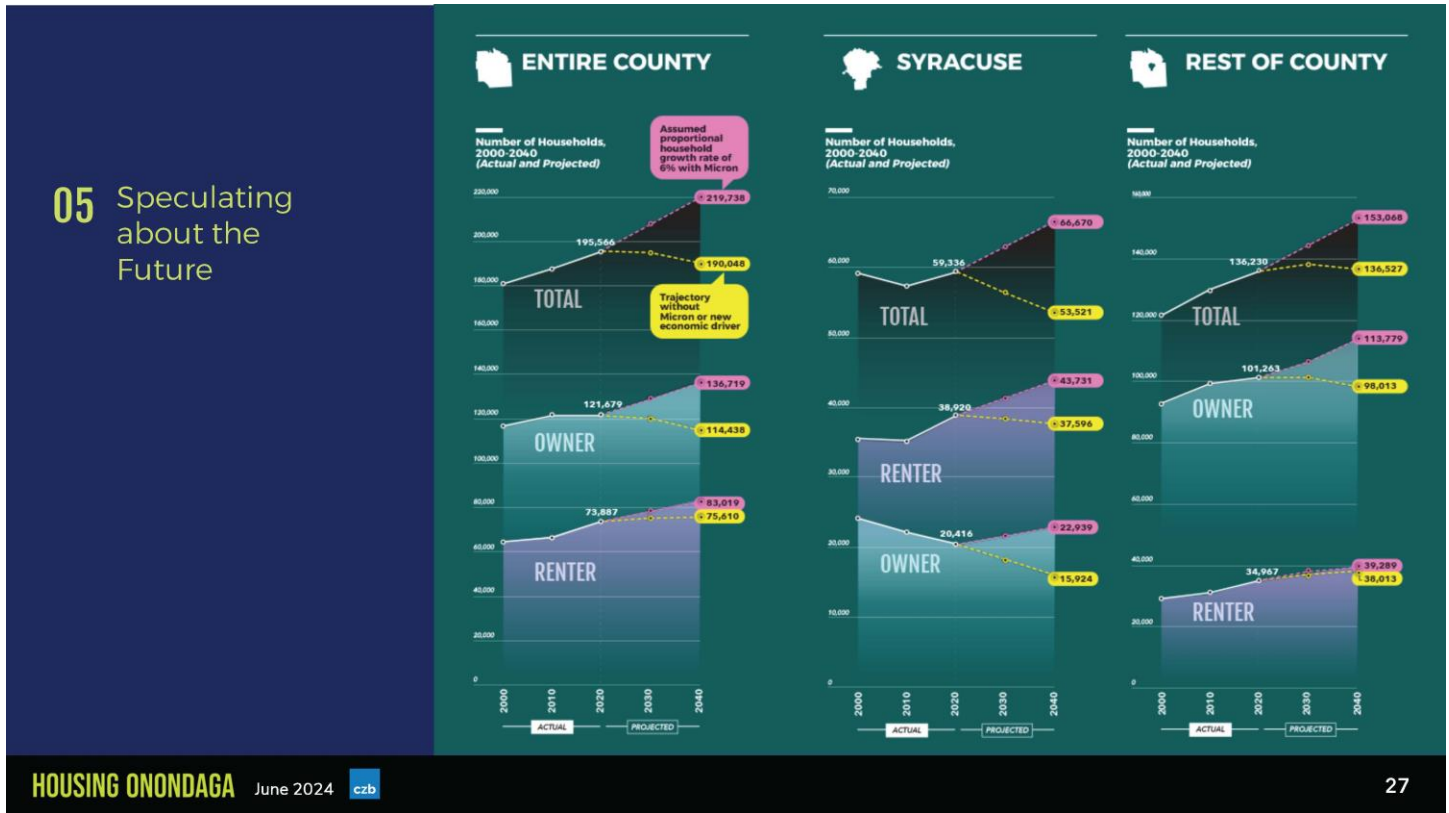 05 Speculating
about the
Future
ENTIRE COUNTY
Number of Households,
2000-2040
(Actual and Projected)
Assumed
proportional
household
growth rate of
6% with Micron
220,000
200,000
180,000
160,000
140,000
120,000
100,000
80,000
60,000
40,000
20,000
0
219,738
195,566
190,048
TOTAL
Trajectory
without
Micron or new
economic driver
136,719
121,679
114,438
OWNER
83,019
73,887
75,610
RENTER
2000
2010
2020
2030
2040
ACTUAL
PROJECTED
SYRACUSE
Number of Households,
2000-2040
(Actual and Projected)
70,000
60,000
50,000
40,000
30,000
20,000
10,000
0
66,670
59,336
53,521
TOTAL
43,731
38,920
37,596
RENTER
22,939
20,416
15,924
OWNER
2000
2010
2020
2030
2040
ACTUAL
PROJECTED
REST OF COUNTY
Number of Households,
2000-2040
(Actual and Projected)
160,000
140,000
120,000
100,000
80,000
60,000
40,000
20,000
0
153,068
136,230
136,527
TOTAL
113,779
101,263
98,013
OWNER
39,289
34,967
38,013
RENTER
2000
2010
2020
2030
2040
ACTUAL
PROJECTED
HOUSING ONONDAGA June 2024 czb
27